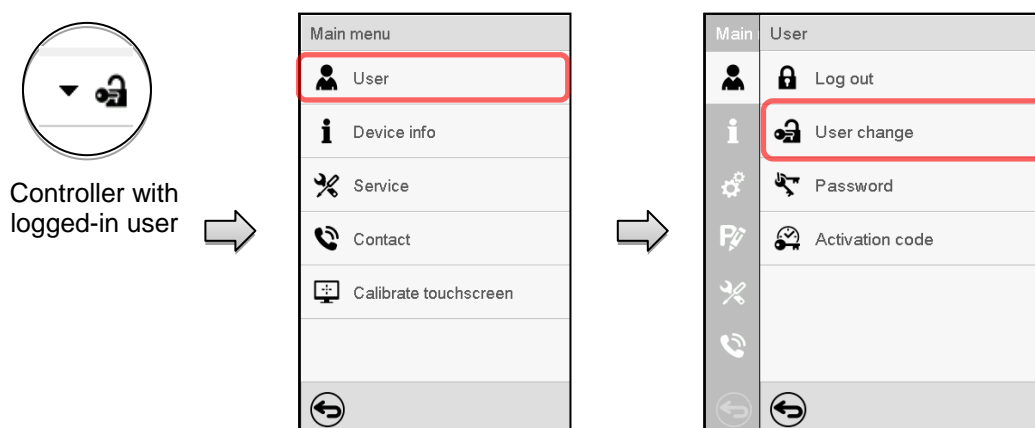 Controller with
logged-in user
Main menu
User
Device info
Service
Contact
Calibrate touchscreen
Main
User
Log out
User change
Password
Activation code